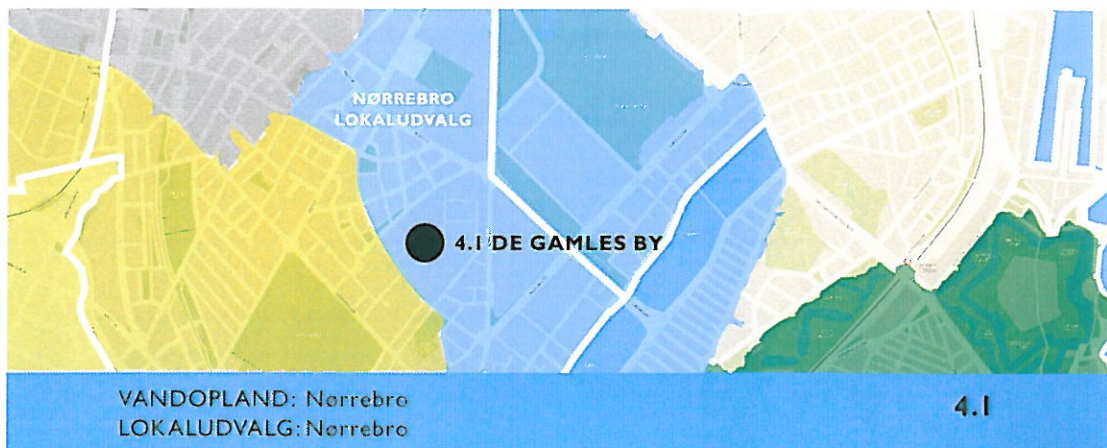 NØRREBRO
LOKALUDVALG
4.1 DE GAMLES BY
VANDOPLAND: Nørrebro
4.1
LOKALUDVALG: Nørrebro